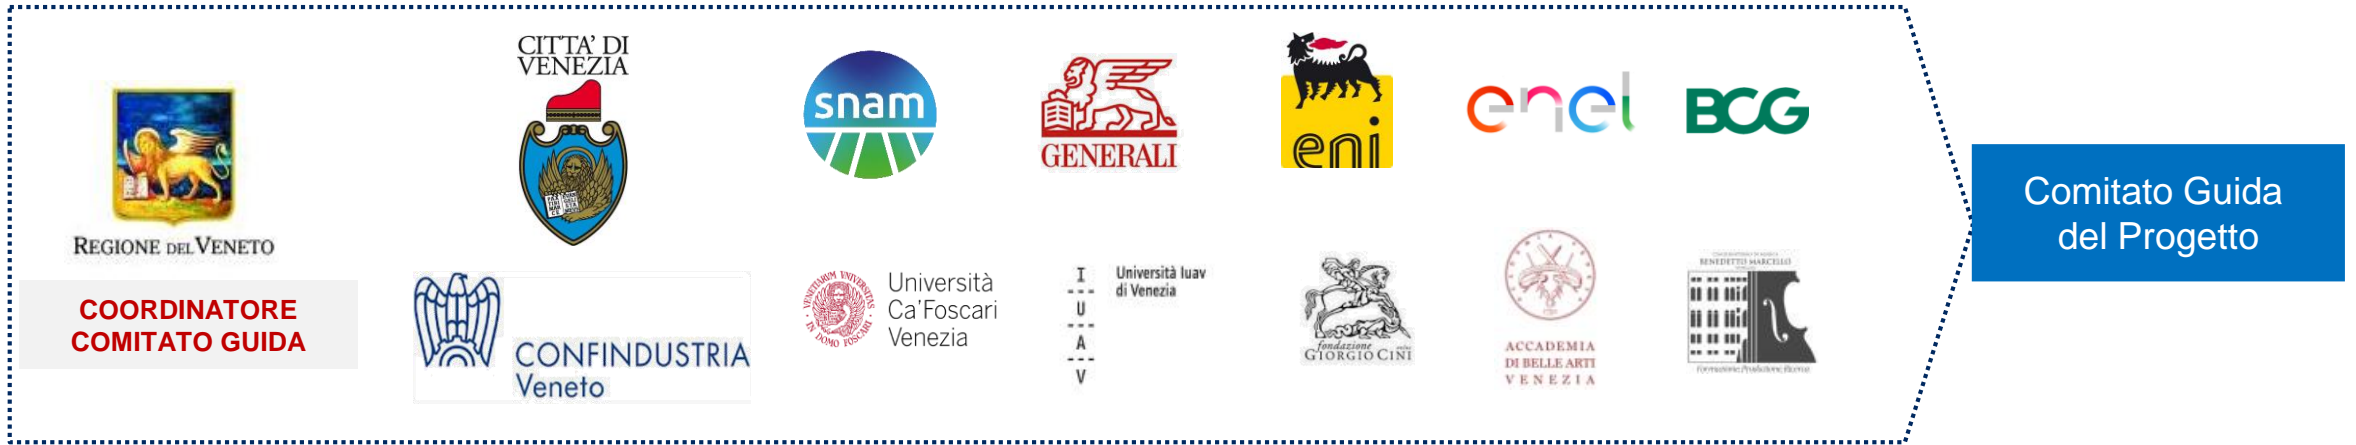 REGIONE DEL VENETO
COORDINATORE
COMITATO GUIDA
CITTA' DI
VENEZIA
CONFINDUSTRIA
Veneto
snam
GENERALI
eni
enel
BCG
Università
Ca'Foscari
Venezia
I
U
A
V
Università Iuav
di Venezia
fondazione
GIORGIO CINI
ACCADEMIA
DI BELLE ARTI
VENEZIA
BENEDETTO MARCELLO
Comitato Guida
del Progetto